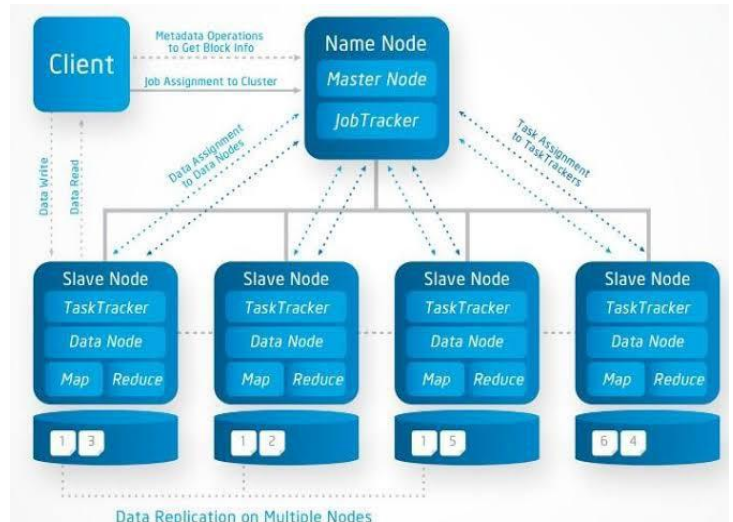 Client
Metadata Operations
to Get Block Info
Job Assignment to Cluster
Name Node
Master Node
JobTracker
Data Write
Data Read
Data Assignment
to Data Nodes
Task Assignment
to TaskTrackers
Slave Node
TaskTracker
Data Node
Map Reduce
1 3
Slave Node
TaskTracker
Data Node
Map Reduce
1 2
Slave Node
TaskTracker
Data Node
Map Reduce
1 5
Slave Node
TaskTracker
Data Node
Map Reduce
6 4
Data Replication on Multiple Nodes